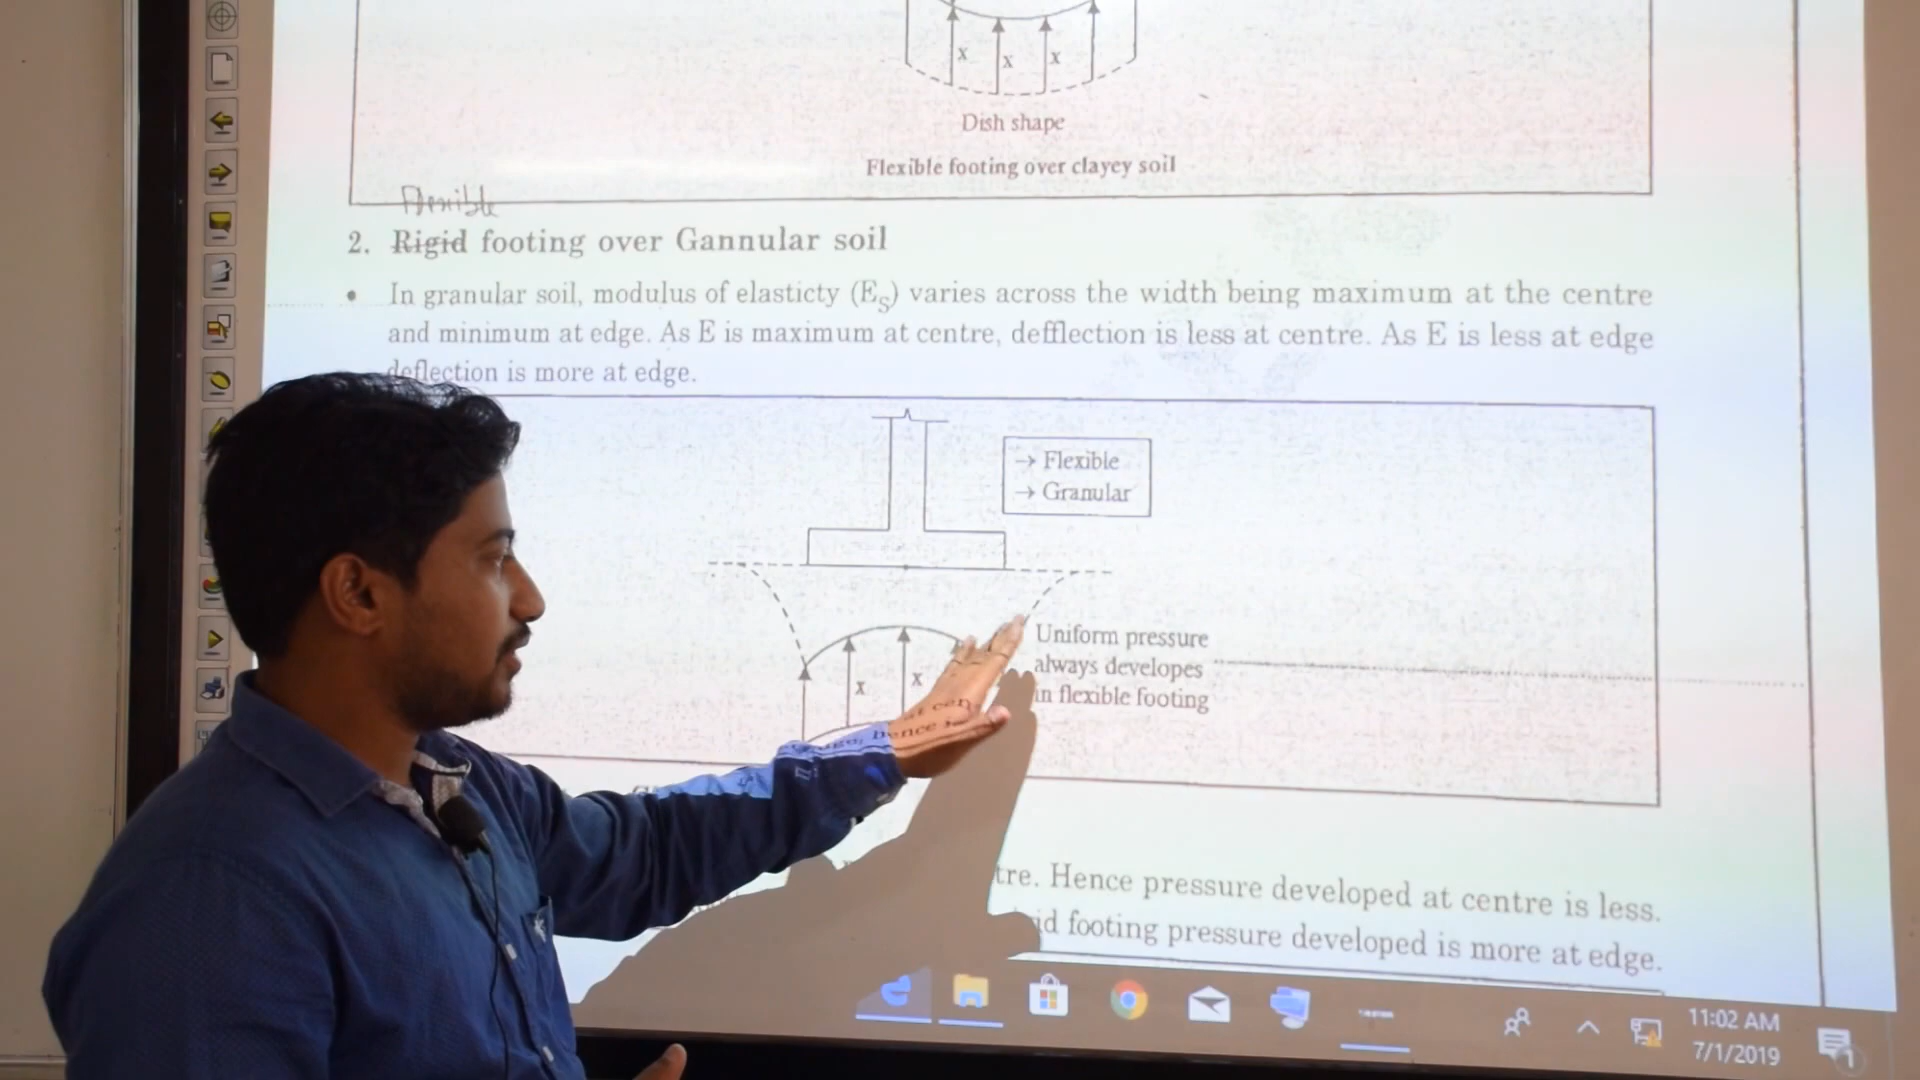 x x x
Dish shape
Flexible footing over clayey soil
Flexible
2. Rigid footing over Gannular soil
• In granular soil, modulus of elasticty (ES) varies across the width being maximum at the centre
and minimum at edge. As E is maximum at centre, defflection is less at centre. As E is less at edge
deflection is more at edge.
→ Flexible
→ Granular
Uniform pressure
always developes
in flexible footing
x x
at cen
hence
tre. Hence pressure developed at centre is less.
id footing pressure developed is more at edge.
11:02 AM
7/1/2019
1